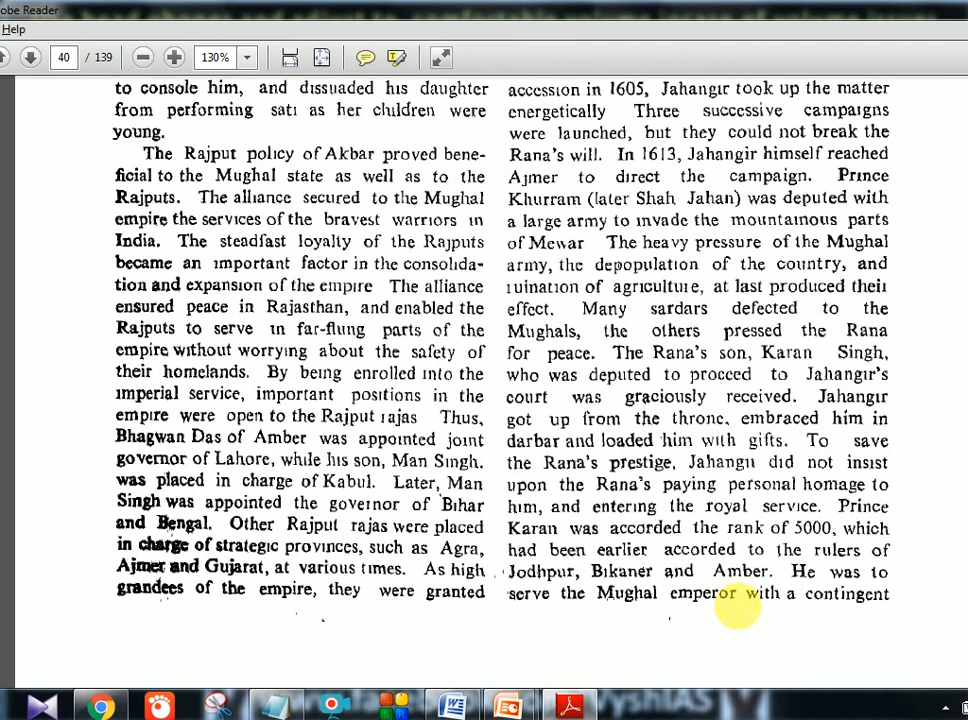 obe Reader
Help
40 / 139
130%
to console him, and dissuaded his daughter
from performing sati as her children were
young.
The Rajput policy of Akbar proved bene-
ficial to the Mughal state as well as to the
Rajputs. The alliance secured to the Mughal
empire the services of the bravest warriors in
India. The steadfast loyalty of the Rajputs
became an important factor in the consolida-
tion and expansion of the empire The alliance
ensured peace in Rajasthan, and enabled the
Rajputs to serve in far-flung parts of the
empire without worrying about the safety of
their homelands. By being enrolled into the
imperial service, important positions in the
empire were open to the Rajput rajas Thus,
Bhagwan Das of Amber was appointed joint
governor of Lahore, while his son, Man Singh.
was placed in charge of Kabul. Later, Man
Singh was appointed the governor of Bihar
and Bengal. Other Rajput rajas were placed
in charge of strategic provinces, such as Agra,
Ajmer and Gujarat, at various times. As high
grandees of the empire, they were granted
accession in 1605, Jahangir took up the matter
energetically Three successive campaigns
were launched, but they could not break the
Rana's will. In 1613, Jahangir himself reached
Ajmer to direct the campaign. Prince
Khurram (later Shah Jahan) was deputed with
a large army to invade the mountainous parts
of Mewar The heavy pressure of the Mughal
army, the depopulation of the country, and
ruination of agriculture, at last produced their
effect. Many sardars defected to the
Mughals, the others pressed the Rana
for peace. The Rana's son, Karan Singh,
who was deputed to proceed to Jahangir's
court was graciously received. Jahangir
got up from the throne, embraced him in
darbar and loaded him with gifts. To save
the Rana's prestige, Jahangir did not insist
upon the Rana's paying personal homage to
him, and entering the royal service. Prince
Karan was accorded the rank of 5000, which
had been earlier accorded to the rulers of
Jodhpur, Bikaner and Amber. He was to
serve the Mughal emperor with a contingent